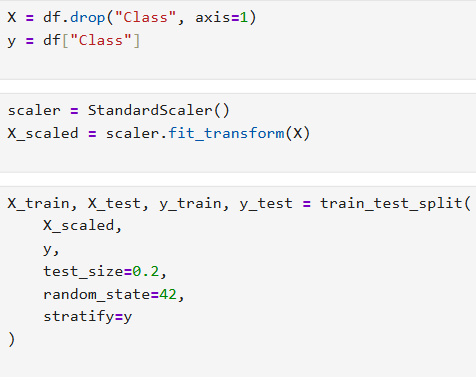 X = df.drop("Class", axis=1)
y = df["Class"]
scaler = StandardScaler()
X_scaled = scaler.fit_transform(X)
X_train, X_test, y_train, y_test = train_test_split(
    X_scaled,
    y,
    test_size=0.2,
    random_state=42,
    stratify=y
)